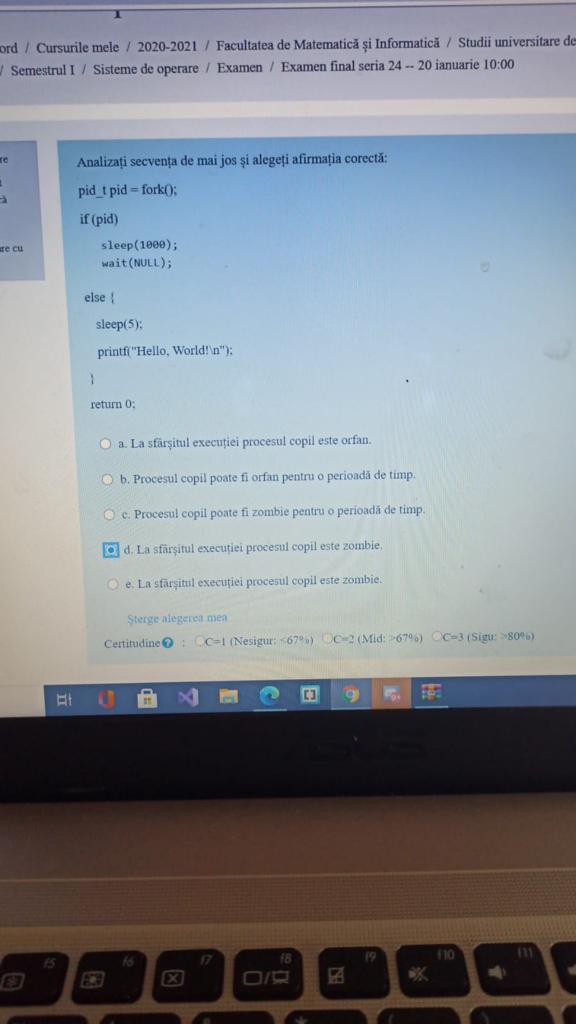 ord / Cursurile mele / 2020-2021 / Facultatea de Matematică și Informatică / Studii universitare de
/ Semestrul I / Sisteme de operare / Examen / Examen final seria 24 -- 20 ianuarie 10:00
re
că
are cu
Analizați secvența de mai jos și alegeți afirmația corectă:
pid_t pid = fork();
if (pid)
sleep(1000);
wait(NULL);
else {
sleep(5);
printf("Hello, World!\n");
}
return 0;
a. La sfârșitul execuției procesul copil este orfan.
b. Procesul copil poate fi orfan pentru o perioadă de timp.
c. Procesul copil poate fi zombie pentru o perioadă de timp.
d. La sfârșitul execuției procesul copil este zombie.
e. La sfârșitul execuției procesul copil este zombie.
Șterge alegerea mea
Certitudine ? : C=1 (Nesigur: <67%) C=2 (Mid: >67%) C=3 (Sigu: >80%)
ASUS
f5 f6 f7 f8 f9 f10 f11